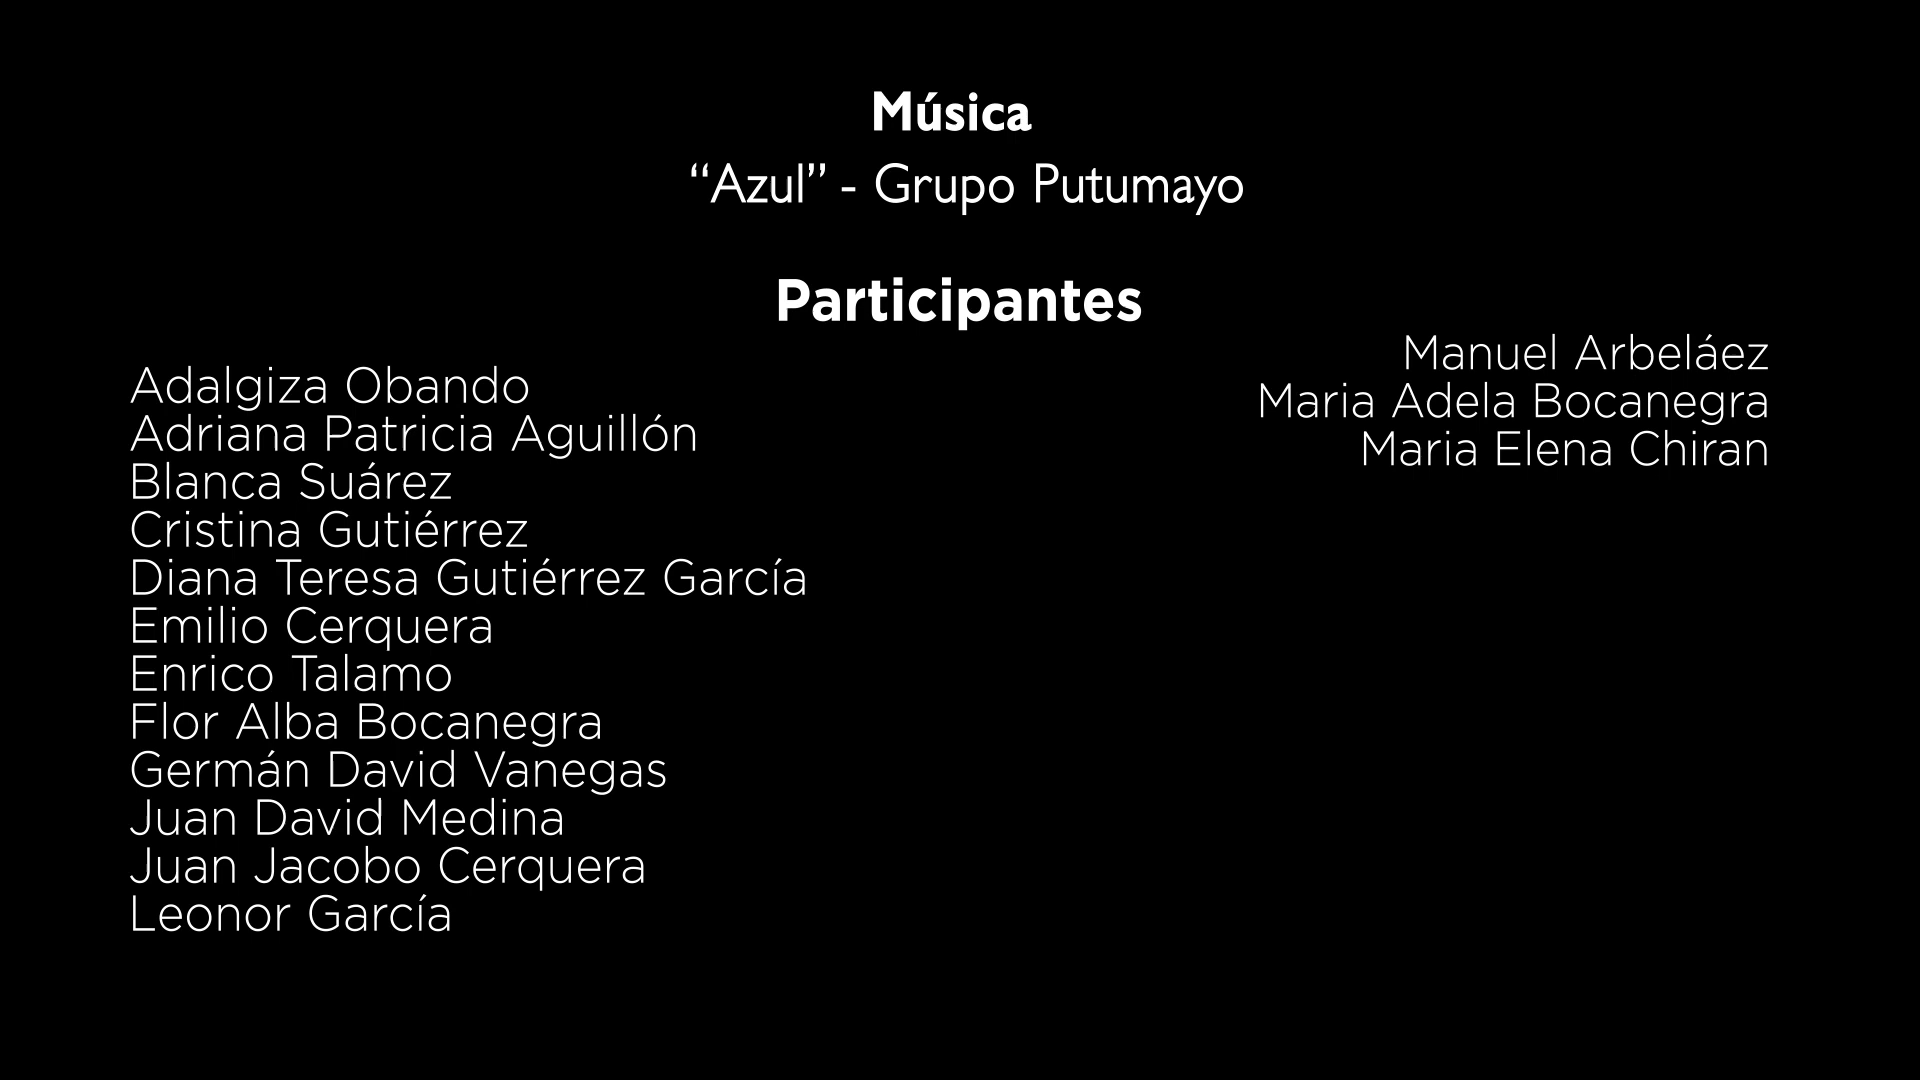 Música
“Azul” - Grupo Putumayo
Participantes
Adalgiza Obando
Adriana Patricia Aguillón
Blanca Suárez
Cristina Gutiérrez
Diana Teresa Gutiérrez García
Emilio Cerquera
Enrico Talamo
Flor Alba Bocanegra
Germán David Vanegas
Juan David Medina
Juan Jacobo Cerquera
Leonor García
Manuel Arbeláez
Maria Adela Bocanegra
Maria Elena Chiran